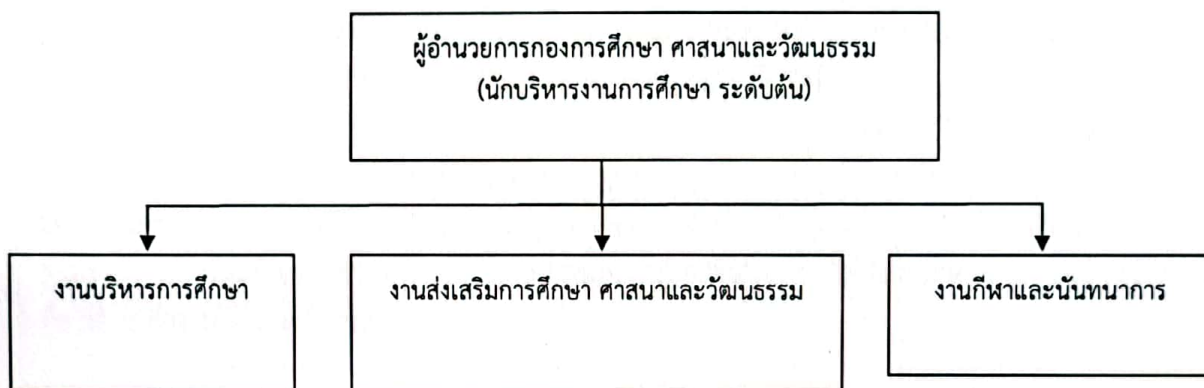 ผู้อำนวยการกองการศึกษา ศาสนาและวัฒนธรรม
(นักบริหารงานการศึกษา ระดับต้น)
งานบริหารการศึกษา
งานส่งเสริมการศึกษา ศาสนาและวัฒนธรรม
งานกีฬาและนันทนาการ